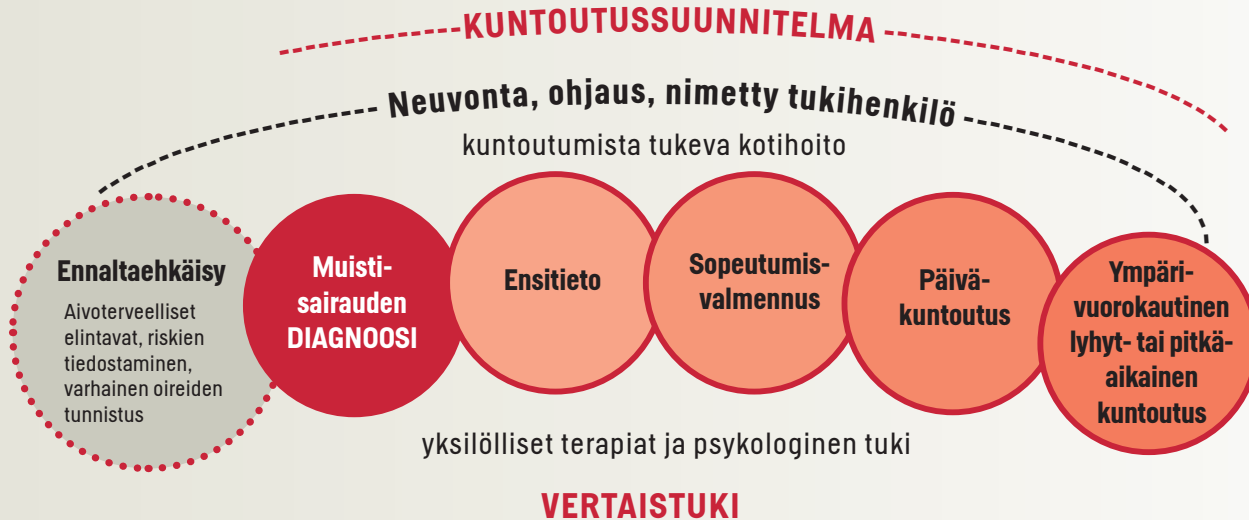 KUNTOUTUSSUUNNITELMA
Neuvonta, ohjaus, nimetty tukihenkilö
kuntoutumista tukeva kotihoito
Ennaltaehkäisy
Aivoterveelliset
elintavat, riskien
tiedostaminen,
varhainen oireiden
tunnistus
Muisti-
sairauden
DIAGNOOSI
Ensitieto
Sopeutumis-
valmennus
Päivä-
kuntoutus
Ympäri-
vuorokautinen
lyhyt- tai pitkä-
aikainen
kuntoutus
yksilölliset terapiat ja psykologinen tuki
VERTAISTUKI